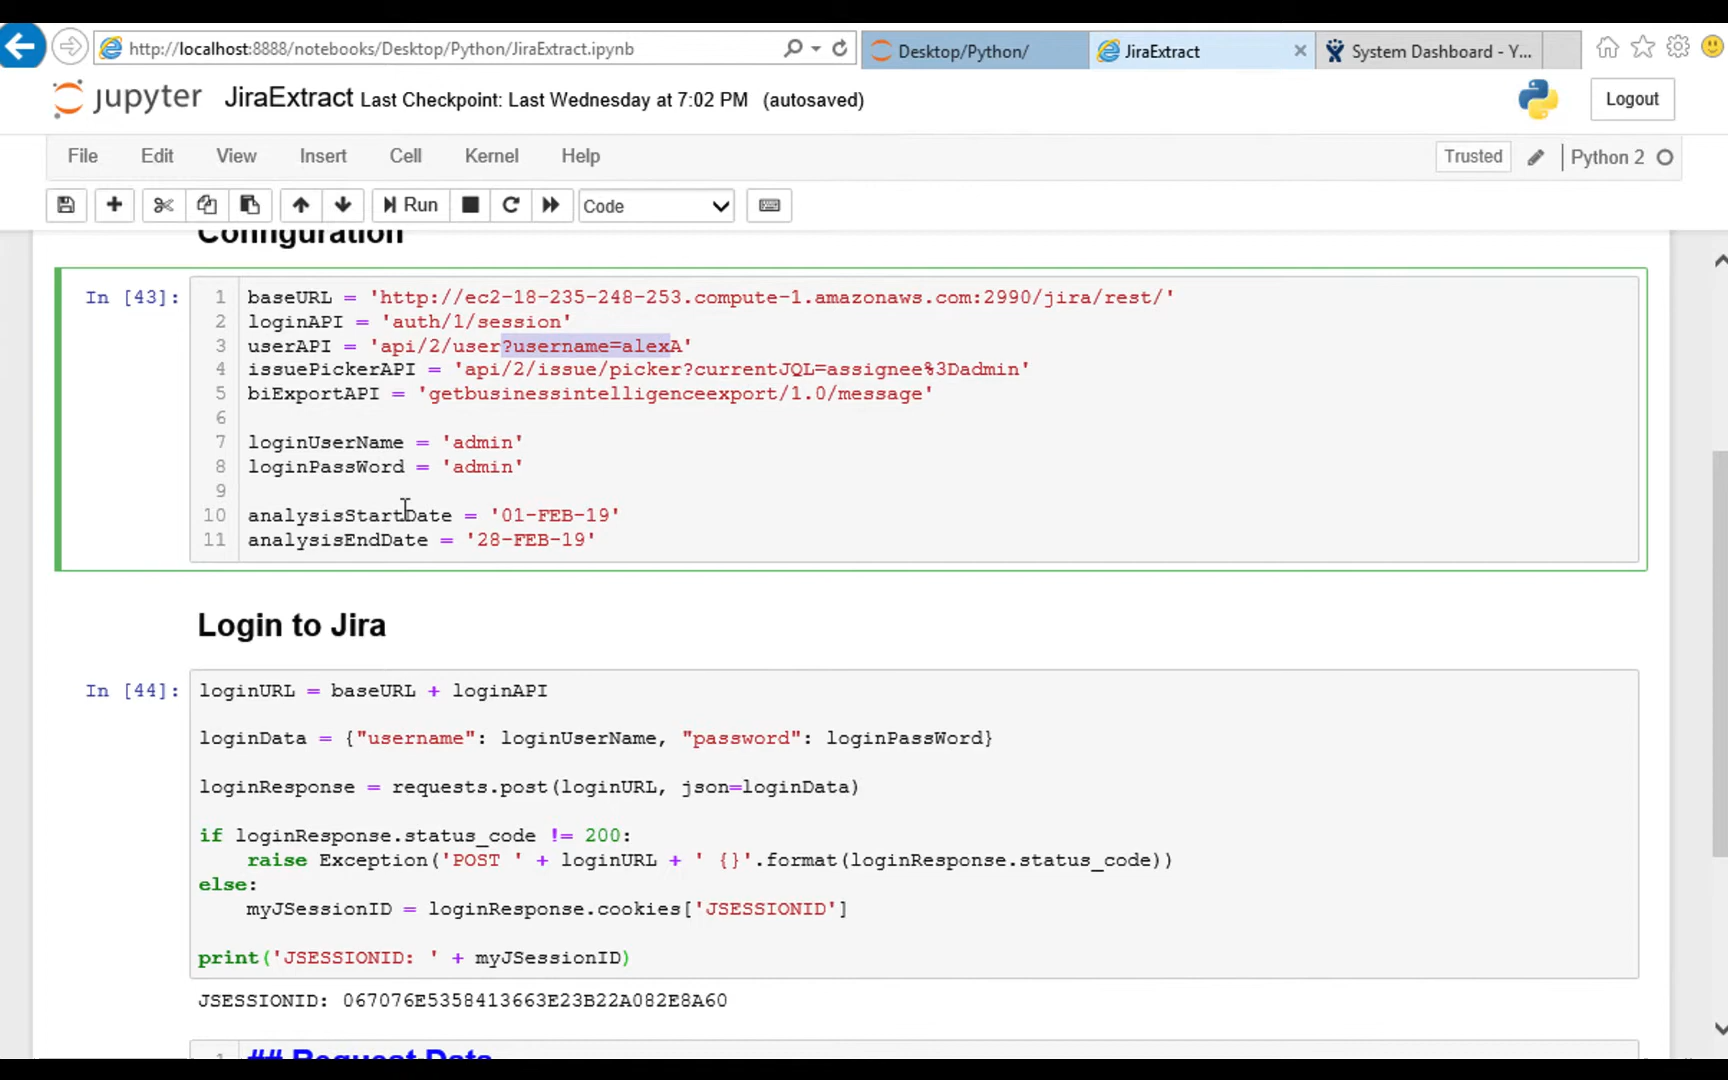 http://localhost:8888/notebooks/Desktop/Python/JiraExtract.ipynb
Desktop/Python/
JiraExtract
System Dashboard - Y...
jupyter
JiraExtract Last Checkpoint: Last Wednesday at 7:02 PM (autosaved)
Logout
File Edit View Insert Cell Kernel Help
Trusted
Python 2
Run
Code
Configuration
In [43]:
1 baseURL = 'http://ec2-18-235-248-253.compute-1.amazonaws.com:2990/jira/rest/'
2 loginAPI = 'auth/1/session'
3 userAPI = 'api/2/user?username=alexA'
4 issuePickerAPI = 'api/2/issue/picker?currentJQL=assignee%3Dadmin'
5 biExportAPI = 'getbusinessintelligenceexport/1.0/message'
6
7 loginUserName = 'admin'
8 loginPassWord = 'admin'
9
10 analysisStartDate = '01-FEB-19'
11 analysisEndDate = '28-FEB-19'
Login to Jira
In [44]:
loginURL = baseURL + loginAPI
loginData = {"username": loginUserName, "password": loginPassWord}
loginResponse = requests.post(loginURL, json=loginData)
if loginResponse.status_code != 200:
raise Exception('POST ' + loginURL + ' {}'.format(loginResponse.status_code))
else:
myJSessionID = loginResponse.cookies['JSESSIONID']
print('JSESSIONID: ' + myJSessionID)
JSESSIONID: 067076E5358413663E23B22A082E8A60
1 ## Request Data